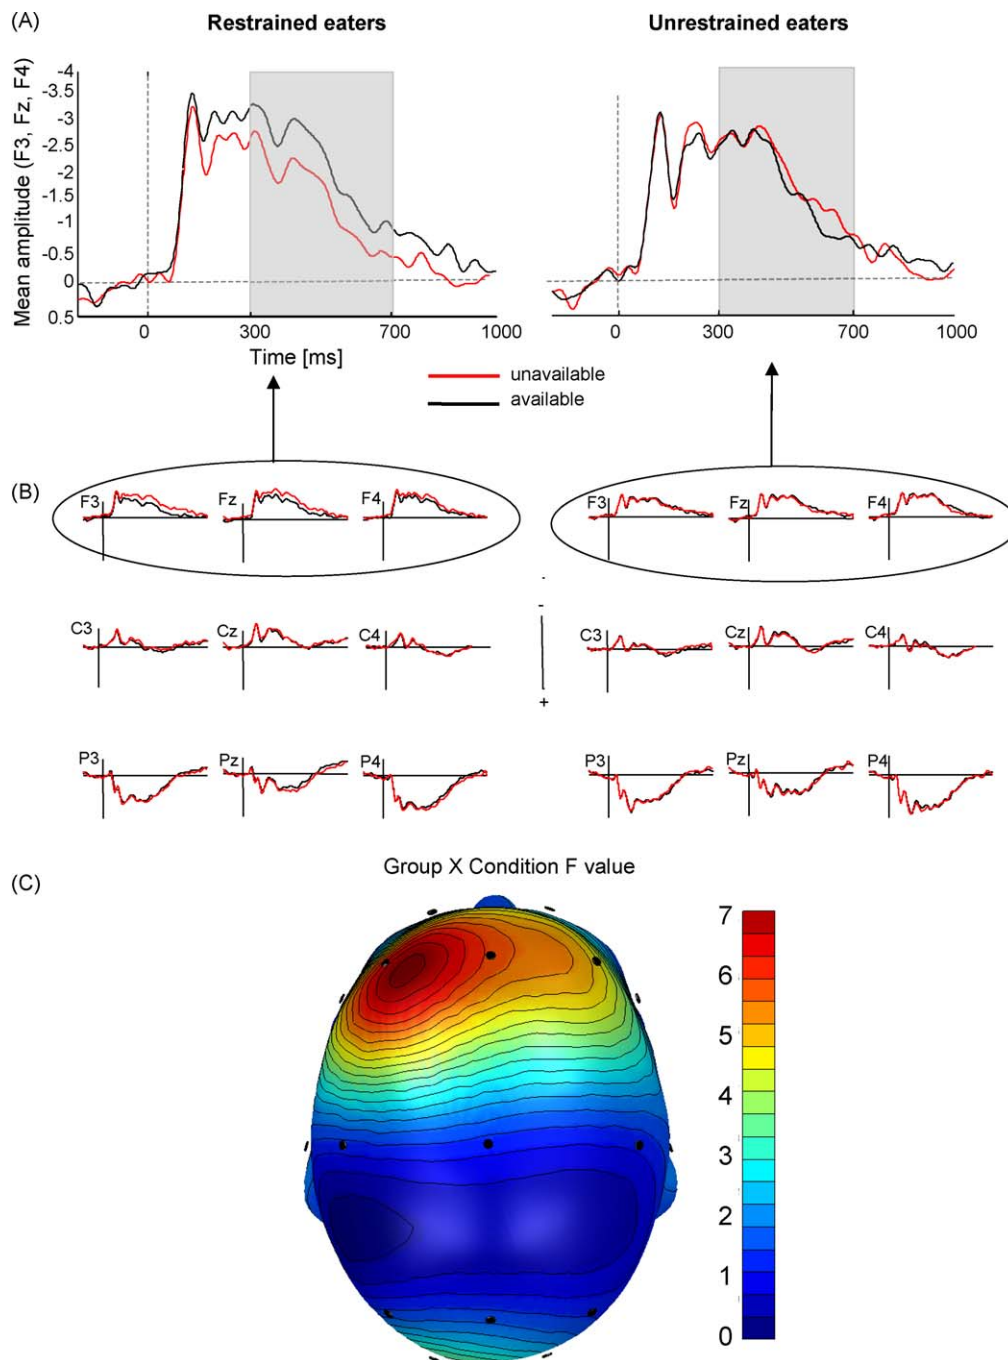 (A)
Restrained eaters
Unrestrained eaters
Mean amplitude (F3, Fz, F4)
-4
-3.5
-3
-2.5
-2
-1.5
-1
-0.5
0
0.5
0
300
700
1000
Time [ms]
0
300
700
1000
unavailable
available
(B)
F3
Fz
F4
F3
Fz
F4
-
+
C3
Cz
C4
C3
Cz
C4
P3
Pz
P4
P3
Pz
P4
Group X Condition F value
(C)
7
6
5
4
3
2
1
0